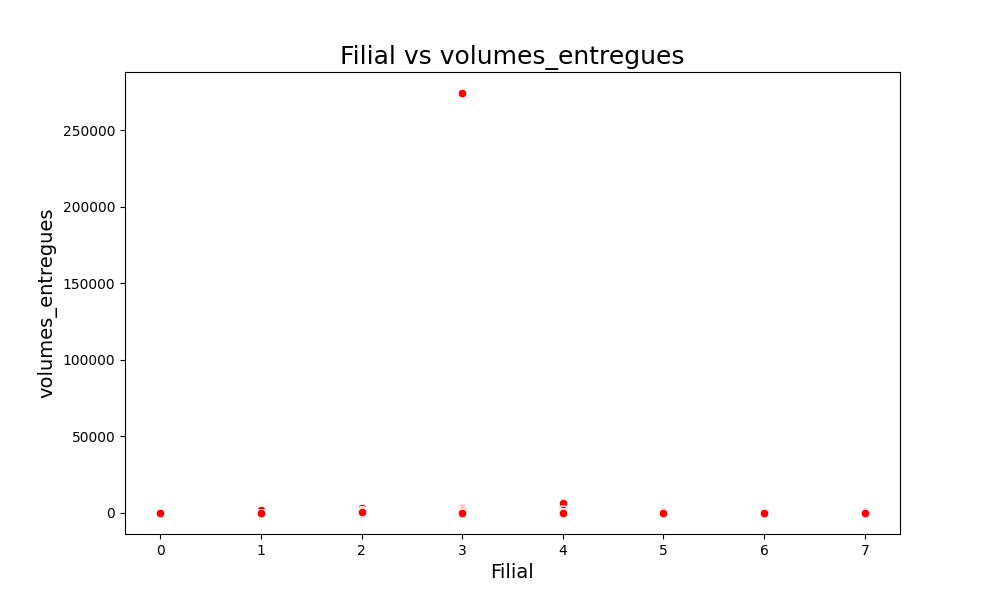 Filial vs volumes_entregues
250000
200000
150000
100000
50000
0
volumes_entregues
0 1 2 3 4 5 6 7
Filial